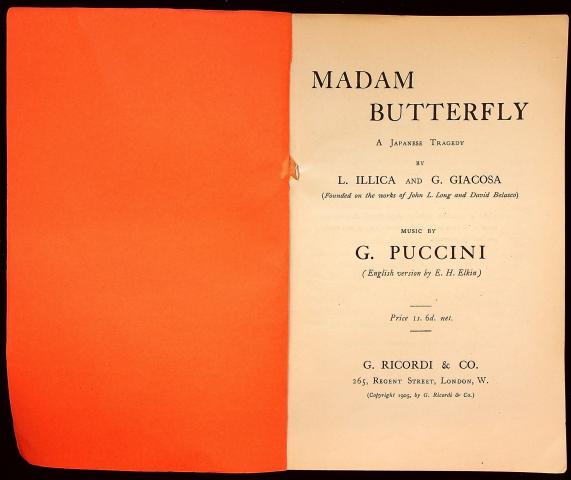 MADAM
BUTTERFLY
A Japanese Tragedy
BY
L. ILLICA AND G. GIACOSA
(Founded on the works of John L. Long and David Belasco)
MUSIC BY
G. PUCCINI
(English version by E. H. Elkin)
Price 1s. 6d. net.
G. RICORDI & CO.
265, Regent Street, London, W.
(Copyright 1905, by G. Ricordi & Co.)